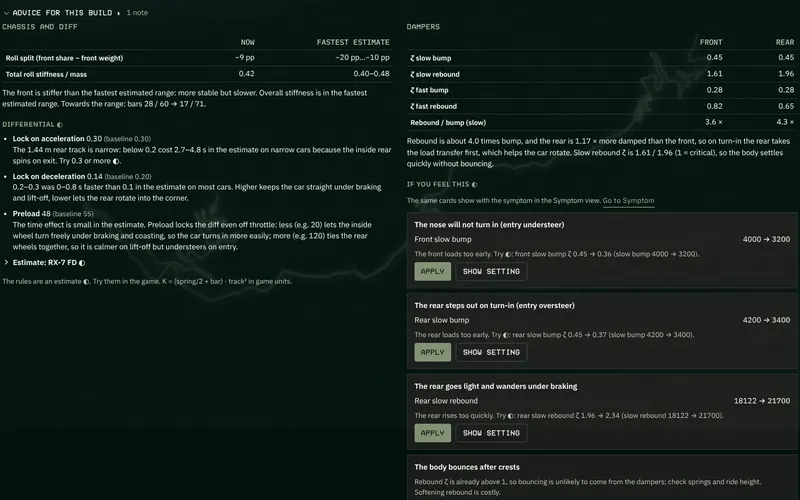 ADVICE FOR THIS BUILD 1 note
CHASSIS AND DIFF
NOW FASTEST ESTIMATE
Roll split (front share – front weight) −9 pp −20 pp…−10 pp
Total roll stiffness / mass 0.42 0.40–0.48
The front is stiffer than the fastest estimated range: more stable but slower. Overall stiffness is in the fastest
estimated range. Towards the range: bars 28 / 60 → 17 / 71.
DIFFERENTIAL ◐
• Lock on acceleration 0.30 (baseline 0.30)
The 1.44 m rear track is narrow: below 0.2 cost 2.7–4.8 s in the estimate on narrow cars because the inside rear
spins on exit. Try 0.3 or more ◐.
• Lock on deceleration 0.14 (baseline 0.20)
0.2–0.3 was 0–0.8 s faster than 0.1 in the estimate on most cars. Higher keeps the car straight under braking
and lift-off, lower lets the rear rotate into the corner.
• Preload 48 (baseline 55)
The time effect is small in the estimate. Preload locks the diff even off throttle: less (e.g. 20) lets the inside
wheel turn freely under braking and coasting, so the car turns in more easily; more (e.g. 120) ties the rear
wheels together, so it is calmer on lift-off but understeers on entry.
Estimate: RX-7 FD ◐
The rules are an estimate ◐. Try them in the game. K = (spring/2 + bar) · track² in game units.
DAMPERS
FRONT REAR
ζ slow bump 0.45 0.45
ζ slow rebound 1.61 1.96
ζ fast bump 0.28 0.28
ζ fast rebound 0.82 0.65
Rebound / bump (slow) 3.6 × 4.3 ×
Rebound is about 4.0 times bump, and the rear is 1.17 × more damped than the front, so on turn-in the rear takes
the load transfer first, which helps the car rotate. Slow rebound ζ is 1.61 / 1.96 (1 = critical), so the body settles
quickly without bouncing.
IF YOU FEEL THIS ◐
The same cards show with the symptom in the Symptom view. Go to Symptom
The nose will not turn in (entry understeer)
Front slow bump 4000 → 3200
The front loads too early. Try ◐: front slow bump ζ 0.45 → 0.36 (slow bump 4000 → 3200).
APPLY SHOW SETTING
The rear steps out on turn-in (entry oversteer)
Rear slow bump 4200 → 3400
The rear loads too early. Try ◐: rear slow bump ζ 0.45 → 0.37 (slow bump 4200 → 3400).
APPLY SHOW SETTING
The rear goes light and wanders under braking
Rear slow rebound 18122 → 21700
The rear rises too quickly. Try ◐: rear slow rebound ζ 1.96 → 2.34 (slow rebound 18122 → 21700).
APPLY SHOW SETTING
The body bounces after crests
Rebound ζ is already above 1, so bouncing is unlikely to come from the dampers; check springs and ride height.
Softening rebound is costly.